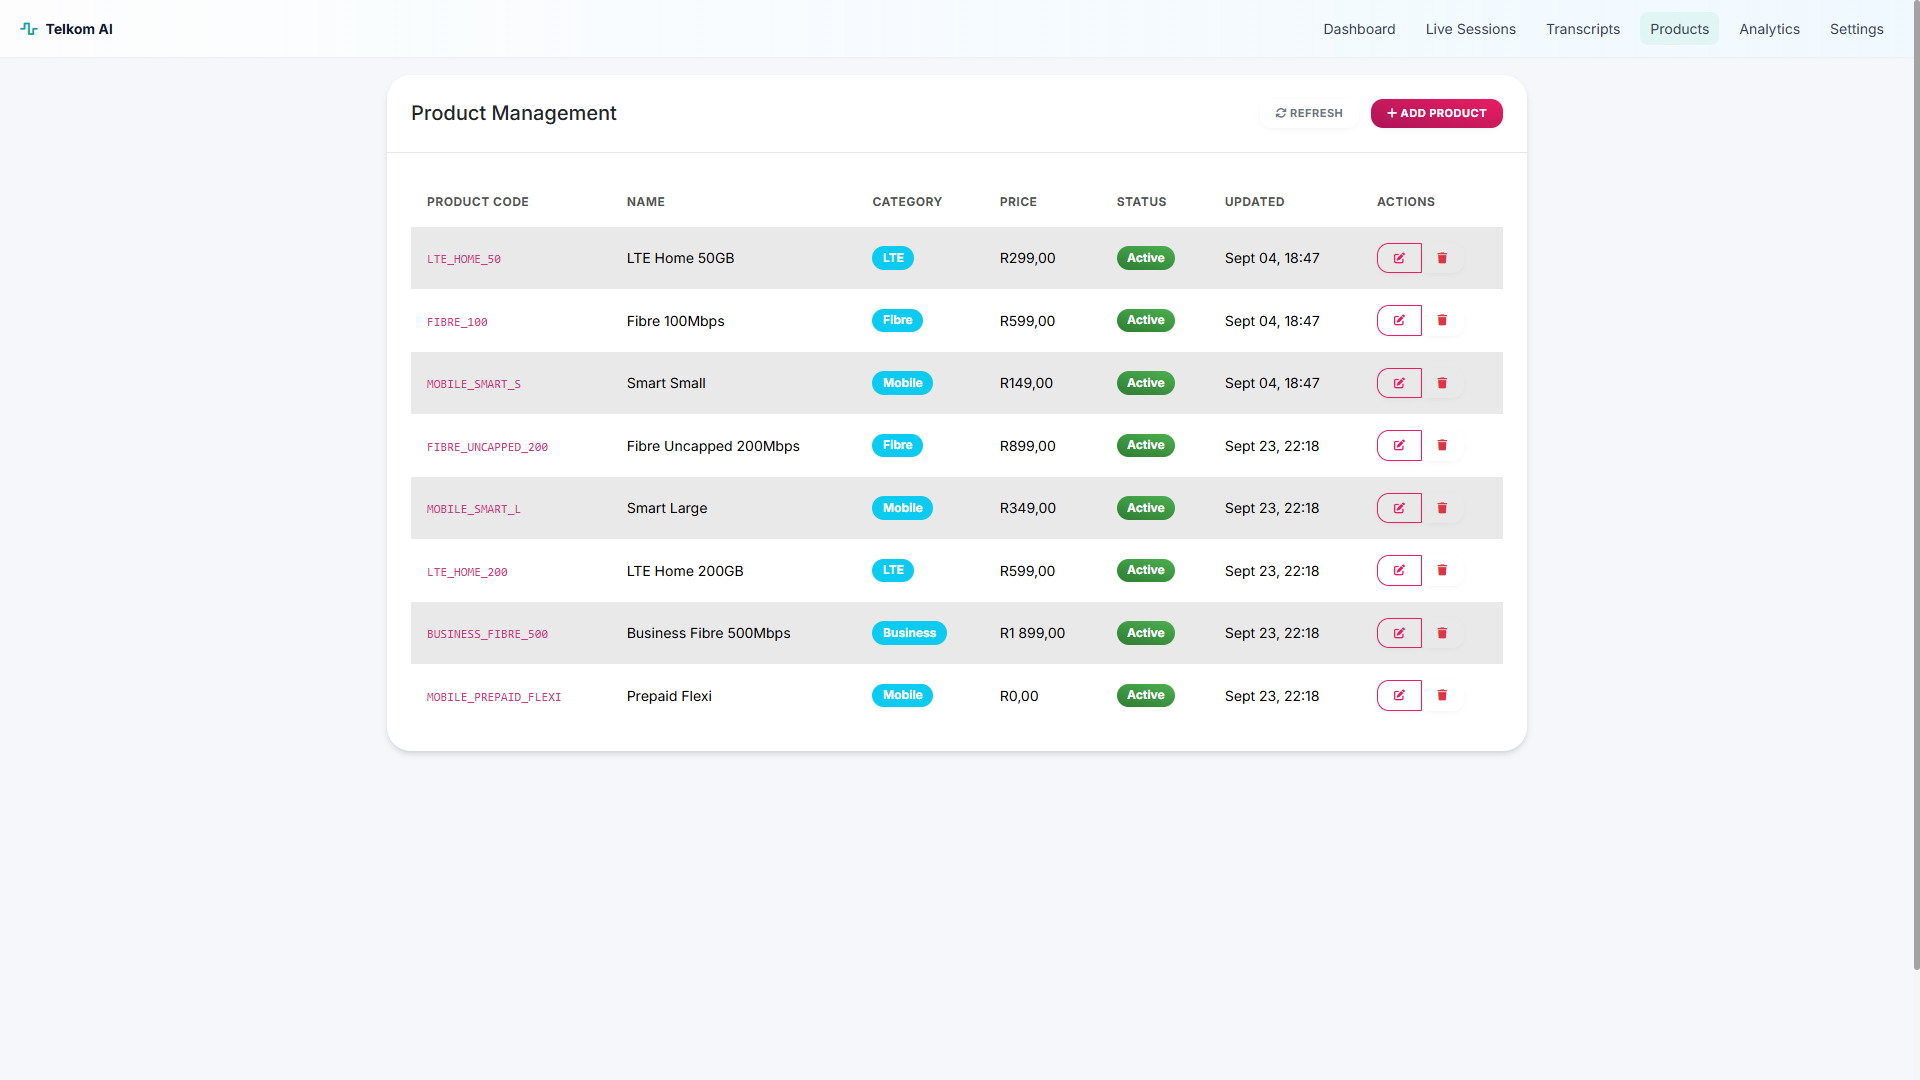 Telkom AI Dashboard Live Sessions Transcripts Products Analytics Settings
Product Management REFRESH + ADD PRODUCT
PRODUCT CODE NAME CATEGORY PRICE STATUS UPDATED ACTIONS
LTE_HOME_50 LTE Home 50GB LTE R299,00 Active Sept 04, 18:47
FIBRE_100 Fibre 100Mbps Fibre R599,00 Active Sept 04, 18:47
MOBILE_SMART_S Smart Small Mobile R149,00 Active Sept 04, 18:47
FIBRE_UNCAPPED_200 Fibre Uncapped 200Mbps Fibre R899,00 Active Sept 23, 22:18
MOBILE_SMART_L Smart Large Mobile R349,00 Active Sept 23, 22:18
LTE_HOME_200 LTE Home 200GB LTE R599,00 Active Sept 23, 22:18
BUSINESS_FIBRE_500 Business Fibre 500Mbps Business R1 899,00 Active Sept 23, 22:18
MOBILE_PREPAID_FLEXI Prepaid Flexi Mobile R0,00 Active Sept 23, 22:18